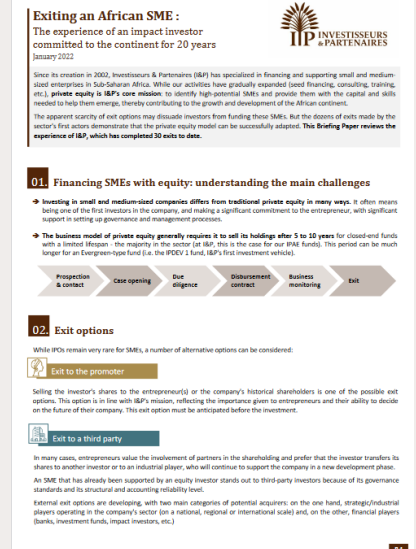 Exiting an African SME :
The experience of an impact investor
committed to the continent for 20 years
January 2022
INVESTISSEURS
IIP & PARTENAIRES
Since its creation in 2002, Investisseurs & Partenaires (I&P) has specialized in financing and supporting small and medium-
sized enterprises in Sub-Saharan Africa. While our activities have gradually expanded (seed financing, consulting, training,
etc.), private equity is I&P's core mission: to identify high-potential SMEs and provide them with the capital and skills
needed to help them emerge, thereby contributing to the growth and development of the African continent.
The apparent scarcity of exit options may dissuade investors from funding these SMEs. But the dozens of exits made by the
sector's first actors demonstrate that the private equity model can be successfully adapted. This Briefing Paper reviews the
experience of I&P, which has completed 30 exits to date.
01. Financing SMEs with equity: understanding the main challenges
➔ Investing in small and medium-sized companies differs from traditional private equity in many ways. It often means
being one of the first investors in the company, and making a significant commitment to the entrepreneur, with significant
support in setting up governance and management processes.
➔ The business model of private equity generally requires it to sell its holdings after 5 to 10 years for closed-end funds
with a limited lifespan - the majority in the sector (at I&P, this is the case for our IPAE funds). This period can be much
longer for an Evergreen-type fund (i.e. the IPDEV 1 fund, I&P's first investment vehicle).
Prospection
& contact
Case opening
Due
diligence
Disbursement
contract
Business
monitoring
Exit
02. Exit options
While IPOs remain very rare for SMEs, a number of alternative options can be considered:
Exit to the promoter
Selling the investor's shares to the entrepreneur(s) or the company's historical shareholders is one of the possible exit
options. This option is in line with I&P's mission, reflecting the importance given to entrepreneurs and their ability to decide
on the future of their company. This exit option must be anticipated before the investment.
Exit to a third party
In many cases, entrepreneurs value the involvement of partners in the shareholding and prefer that the investor transfers its
shares to another investor or to an industrial player, who will continue to support the company in a new development phase.
An SME that has already been supported by an equity investor stands out to third-party investors because of its governance
standards and its structural and accounting reliability level.
External exit options are developing, with two main categories of potential acquirers: on the one hand, strategic/industrial
players operating in the company's sector (on a national, regional or international scale) and, on the other, financial players
(banks, investment funds, impact investors, etc.)